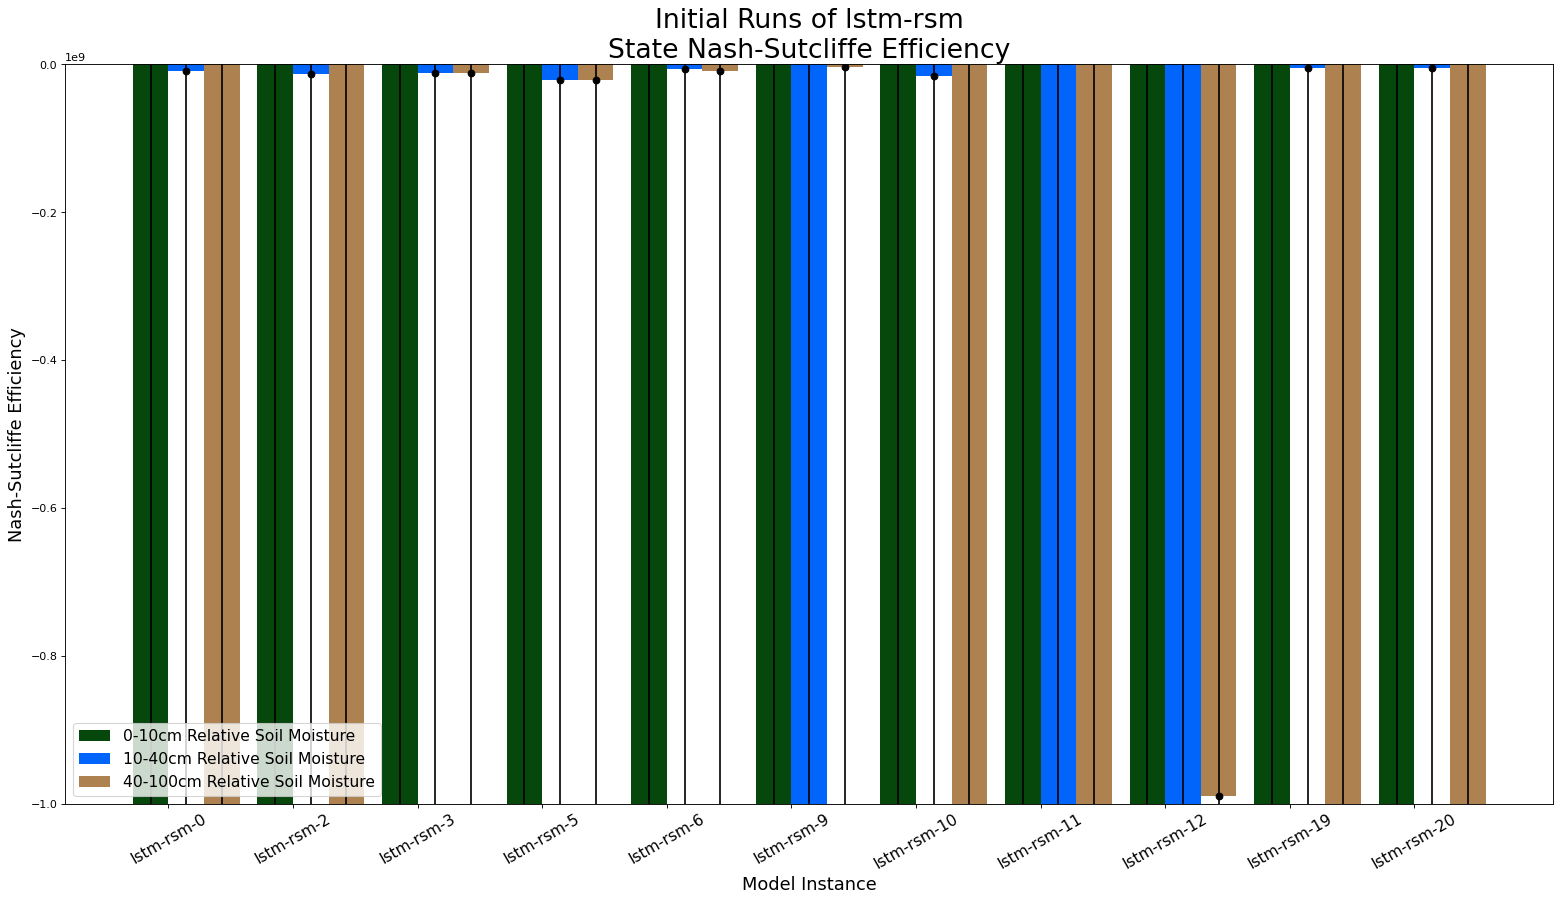 Initial Runs of lstm-rsm
State Nash-Sutcliffe Efficiency
1e9
0.0
−0.2
−0.4
−0.6
−0.8
−1.0
Nash-Sutcliffe Efficiency
0-10cm Relative Soil Moisture
10-40cm Relative Soil Moisture
40-100cm Relative Soil Moisture
lstm-rsm-0
lstm-rsm-2
lstm-rsm-3
lstm-rsm-5
lstm-rsm-6
lstm-rsm-9
lstm-rsm-10
lstm-rsm-11
lstm-rsm-12
lstm-rsm-19
lstm-rsm-20
Model Instance